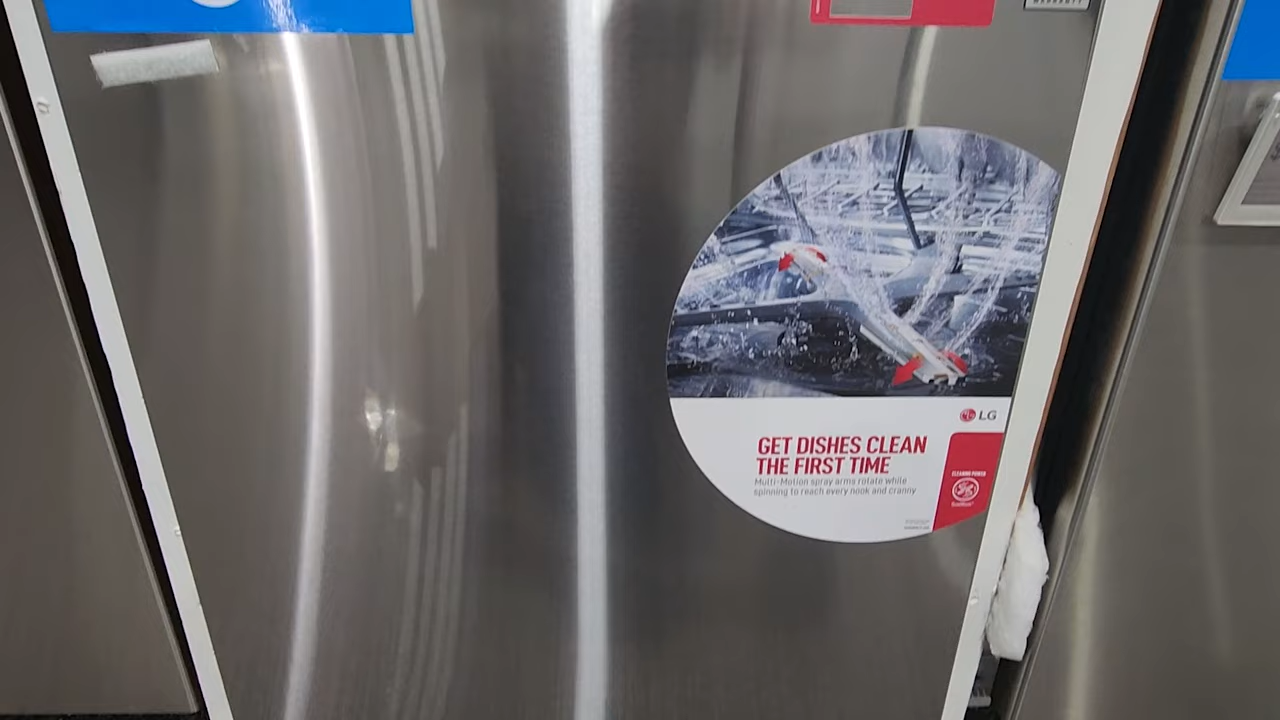 LG
GET DISHES CLEAN
THE FIRST TIME
Multi-Motion spray arms rotate while
spinning to reach every nook and cranny
CLEANING POWER